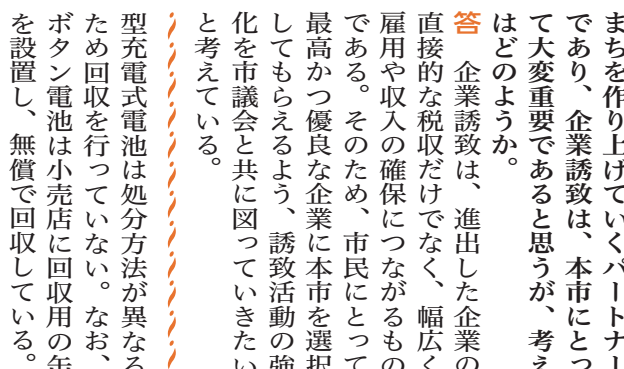 まちを作り上げていくパートナー
であり、企業誘致は、本市にとっ
て大変重要であると思うが、考え
はどのようか。
答　企業誘致は、進出した企業の
直接的な税収だけでなく、幅広く
雇用や収入の確保につながるもの
である。そのため、市民にとって
最高かつ優良な企業に本市を選択
してもらえるよう、誘致活動の強
化を市議会と共に図っていきたい
と考えている。
型充電式電池は処分方法が異なる
ため回収を行っていない。なお、
ボタン電池は小売店に回収用の缶
を設置し、無償で回収している。